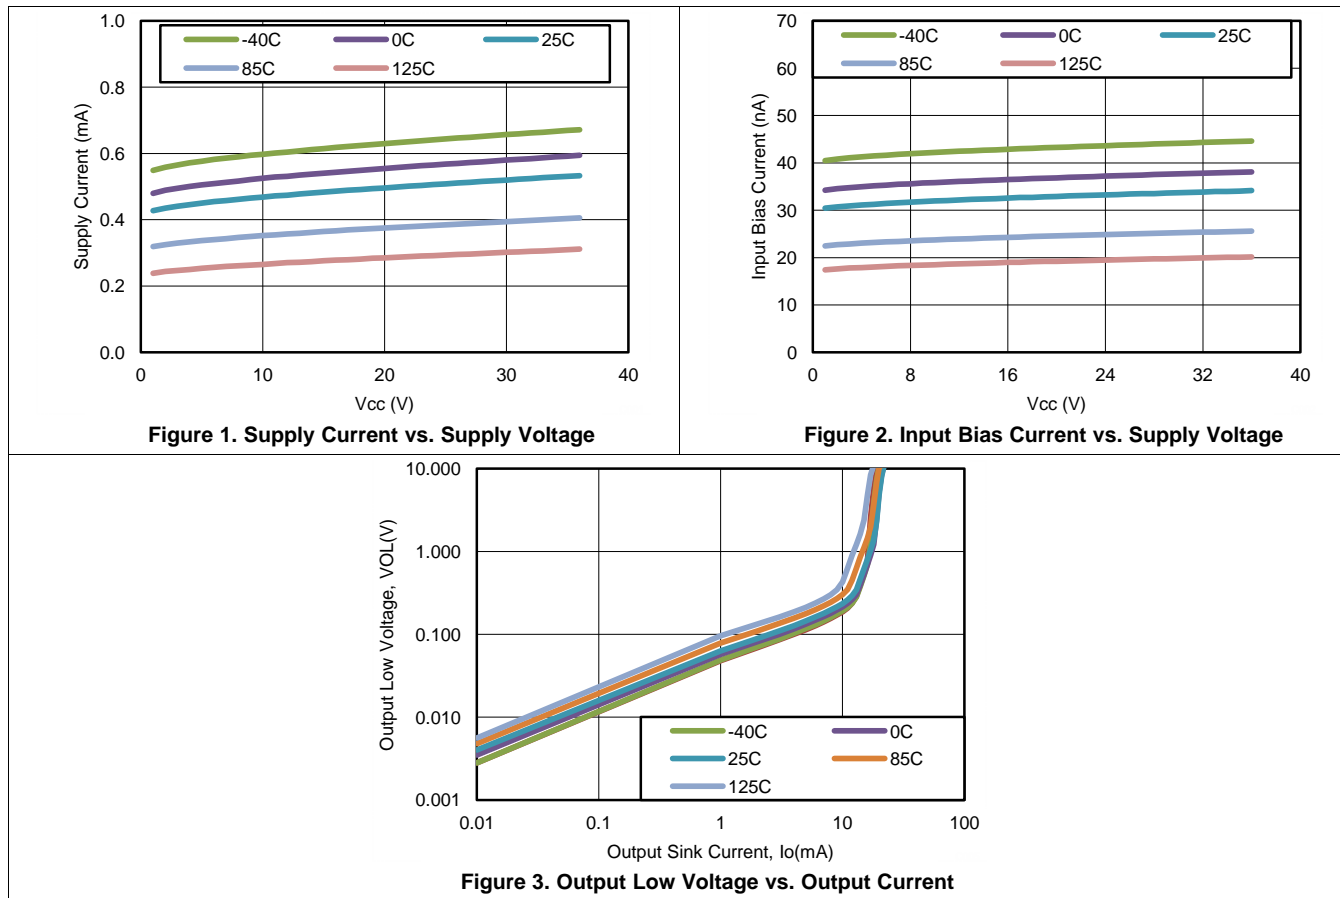 1.0
0.8
0.6
0.4
0.2
0.0
Supply Current (mA)
-40C
0C
25C
85C
125C
0
10
20
30
40
Vcc (V)
Figure 1. Supply Current vs. Supply Voltage
70
60
50
40
30
20
10
0
Input Bias Current (nA)
-40C
0C
25C
85C
125C
0
8
16
24
32
40
Vcc (V)
Figure 2. Input Bias Current vs. Supply Voltage
10.000
1.000
0.100
0.010
0.001
Output Low Voltage, VOL(V)
-40C
0C
25C
85C
125C
0.01
0.1
1
10
100
Output Sink Current, Io(mA)
Figure 3. Output Low Voltage vs. Output Current